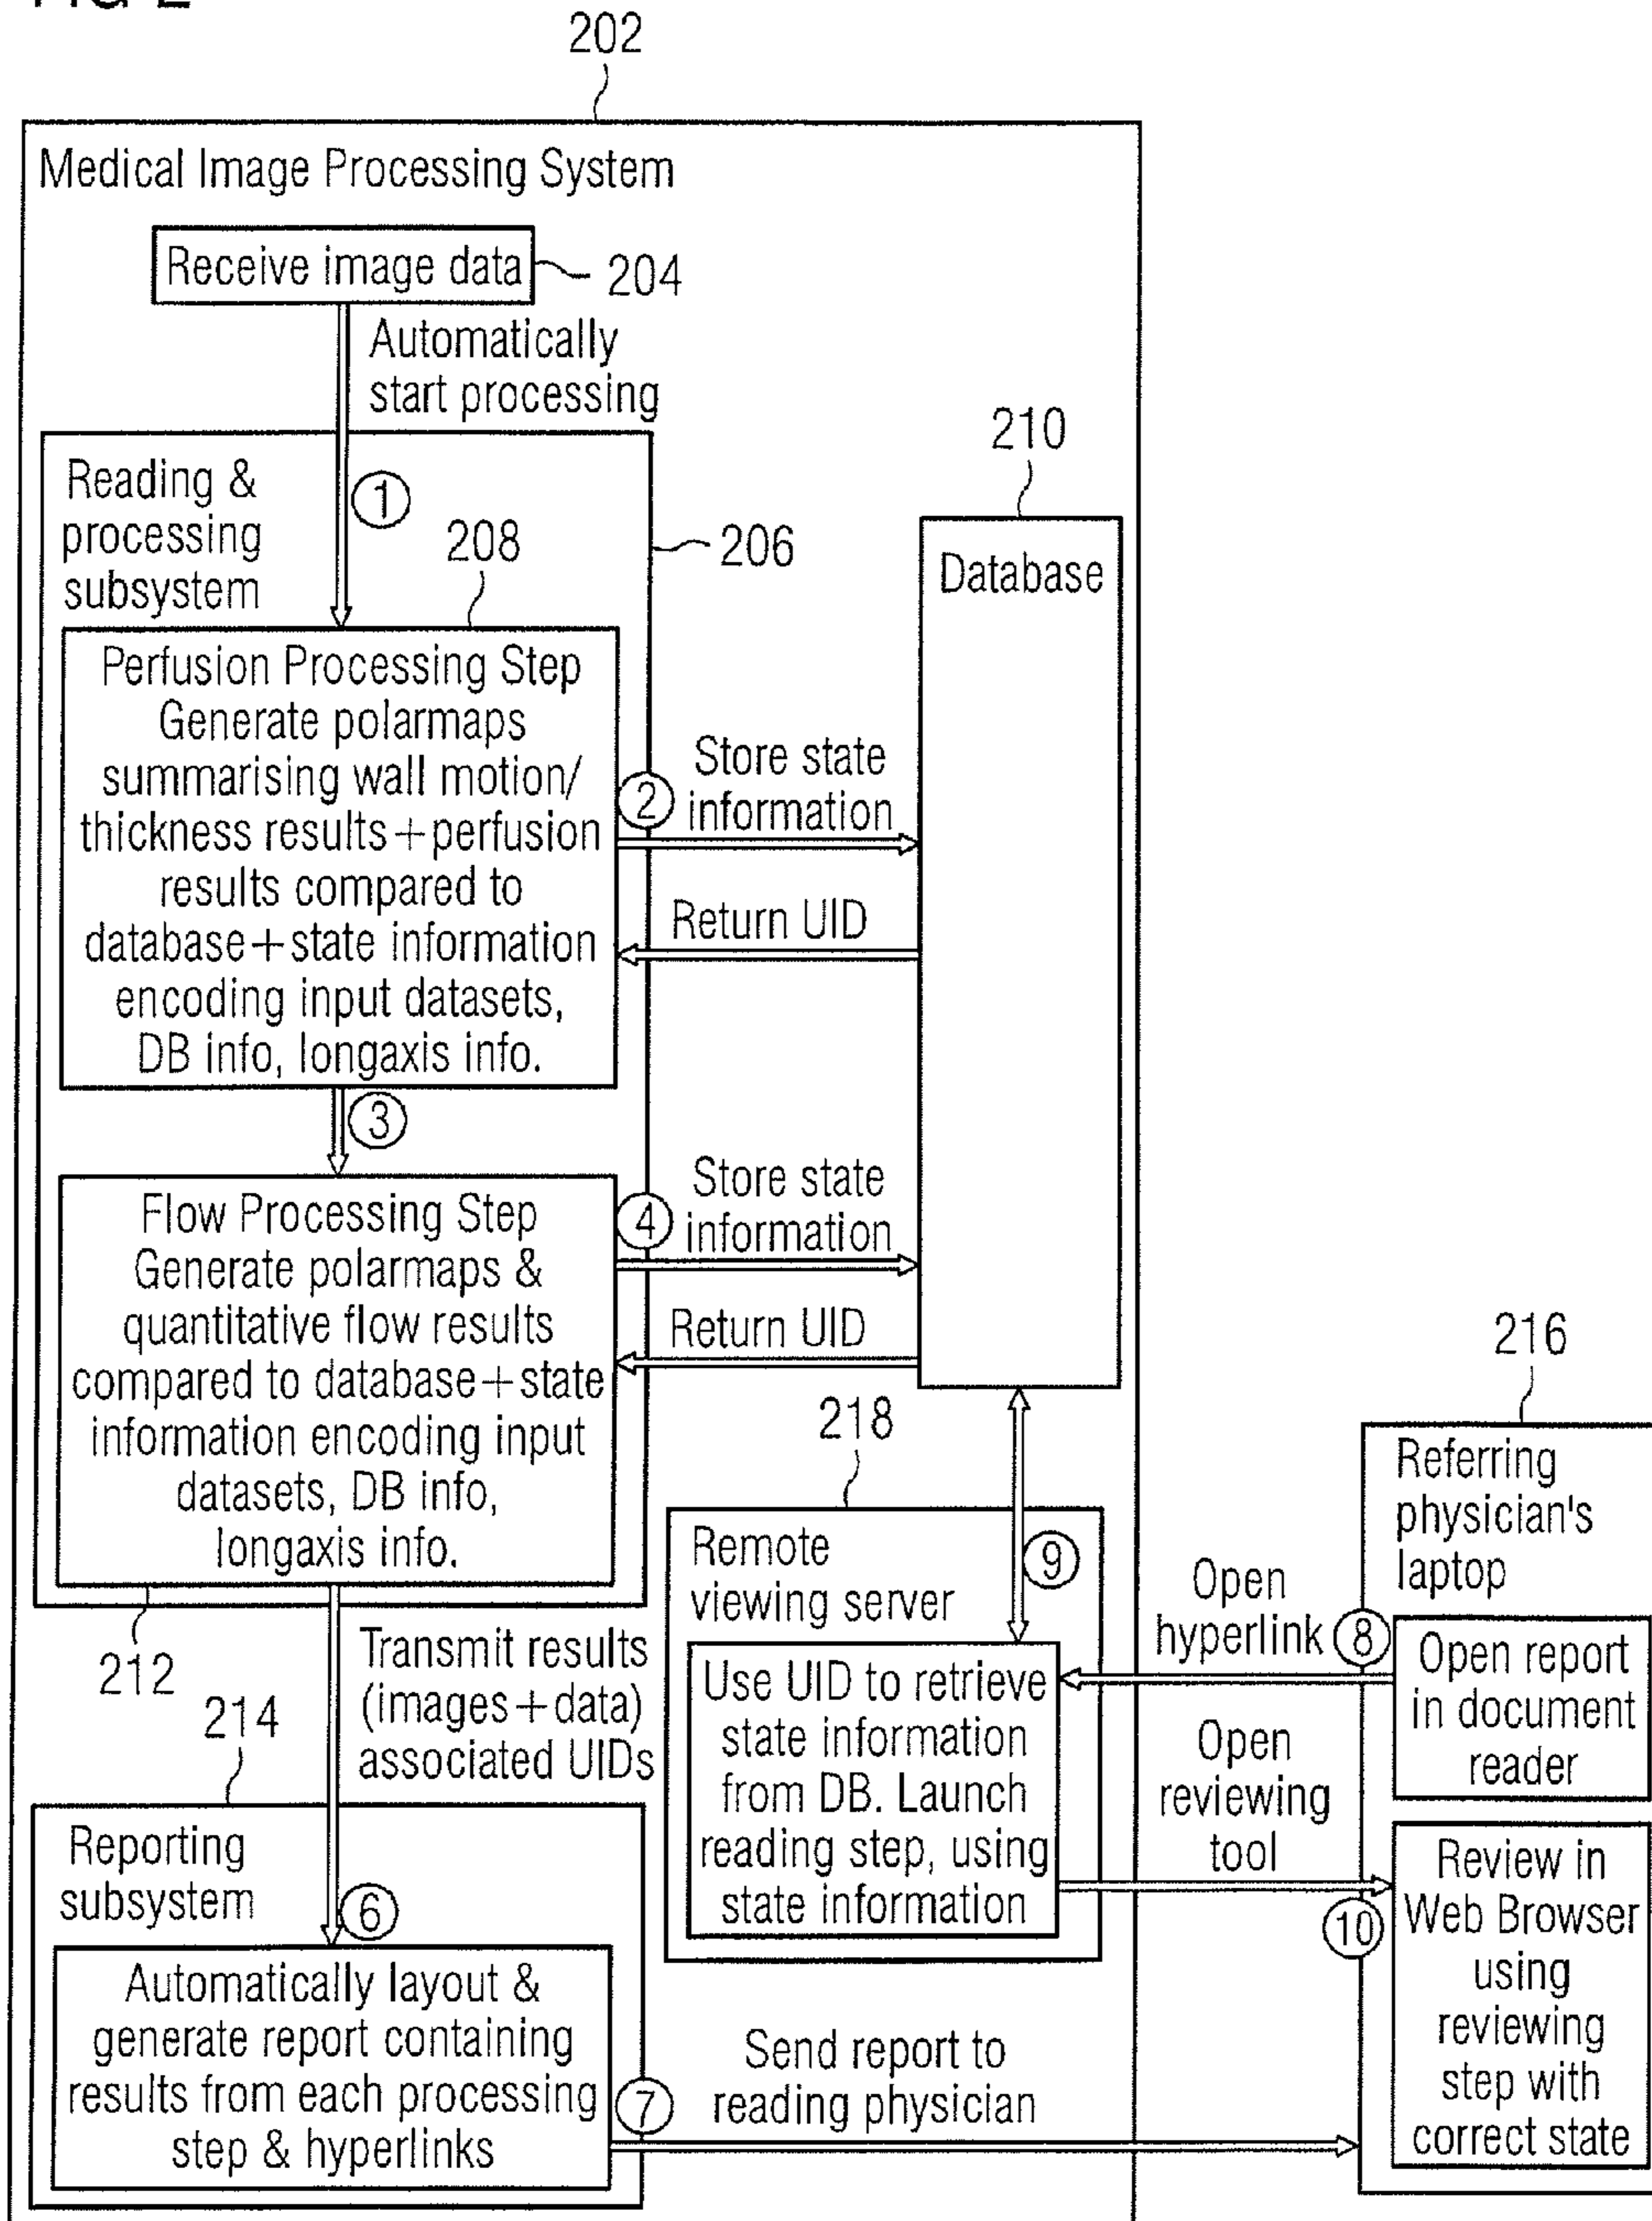 202
Medical Image Processing System
Receive image data
204
Automatically
start processing
210
Reading &
processing
subsystem
1
208
206
Database
Perfusion Processing Step
Generate polarmaps
summarising wall motion/
thickness results+perfusion
results compared to
database+state information
encoding input datasets,
DB info, longaxis info.
2
Store state
information
Return UID
3
Flow Processing Step
Generate polarmaps &
quantitative flow results
compared to database+state
information encoding input
datasets, DB info,
longaxis info.
4
Store state
information
Return UID
212
218
216
Remote
viewing server
9
Use UID to retrieve
state information
from DB. Launch
reading step, using
state information
Referring
physician's
laptop
Open
hyperlink
8
Open report
in document
reader
Open
reviewing
tool
10
Review in
Web Browser
using
reviewing
step with
correct state
Transmit results
(images+data)
associated UIDs
214
Reporting
subsystem
6
Automatically layout &
generate report containing
results from each processing
step & hyperlinks
7
Send report to
reading physician